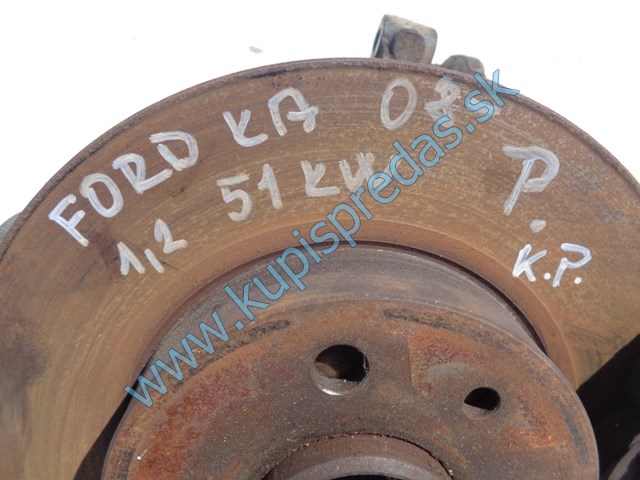 FORD KA 08
1,2 51 KW P.
K.P.
www.kupispredas.sk